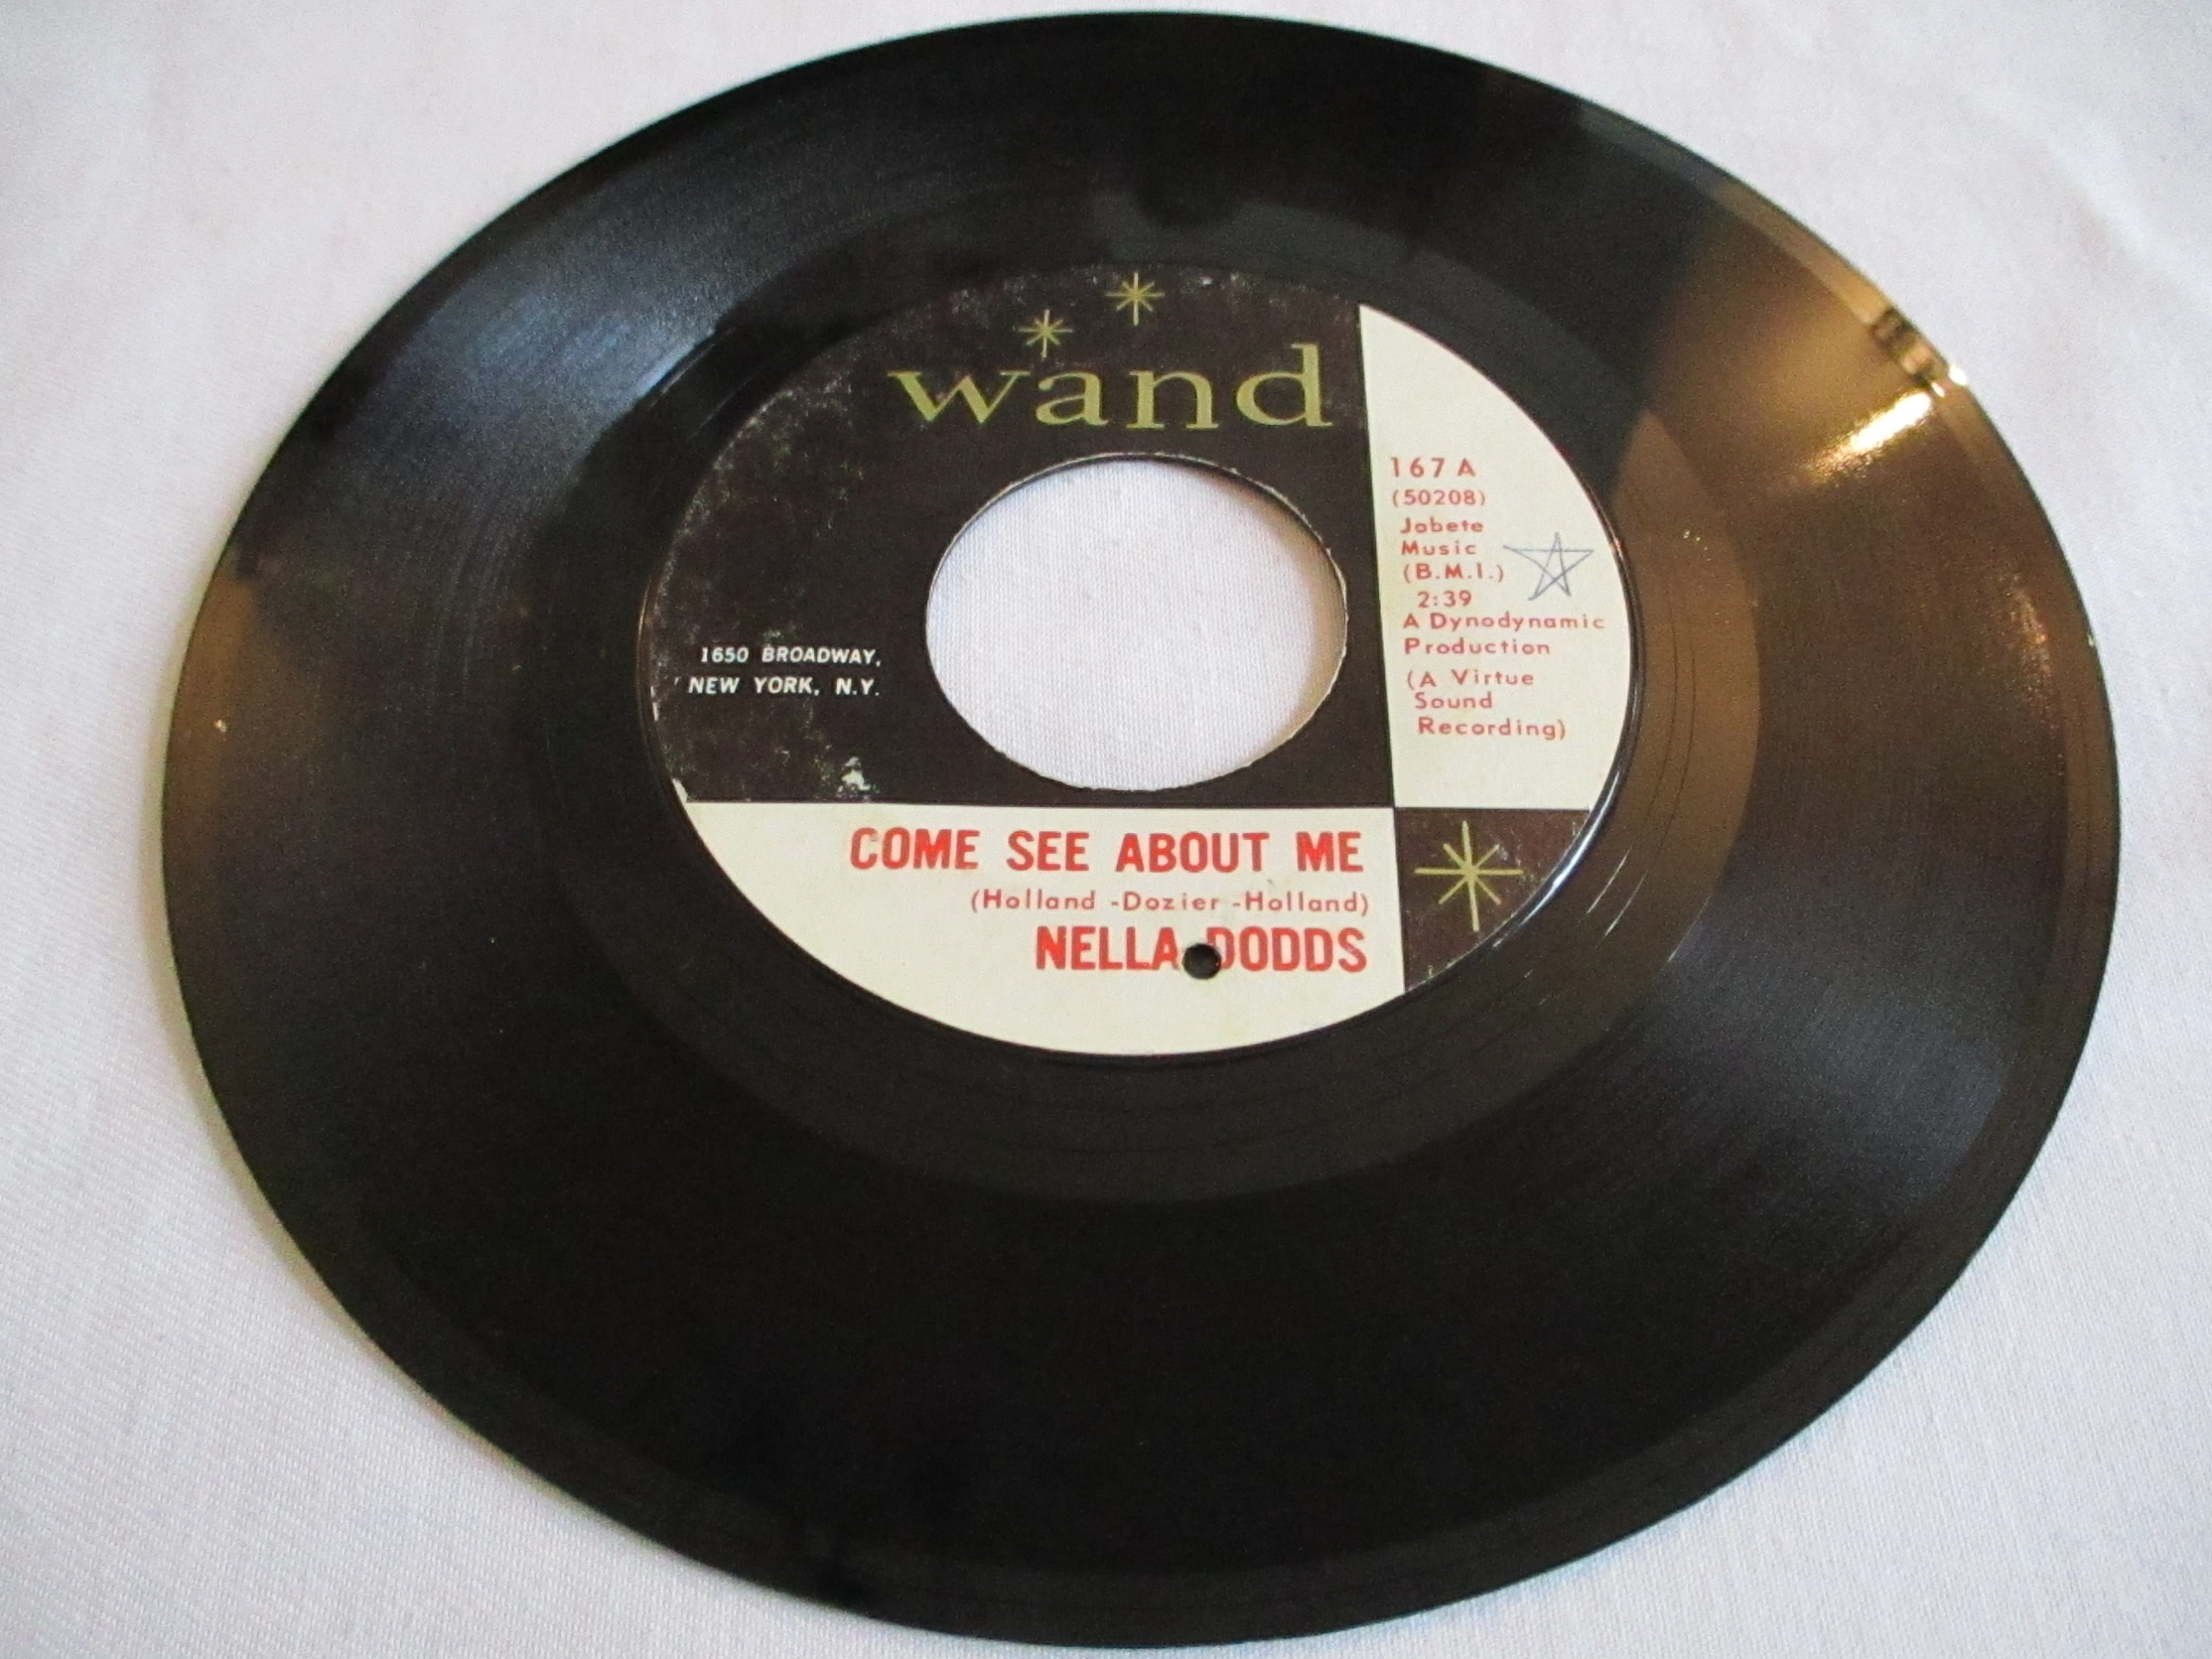 wand
167 A
(50208)
Jobete
Music
(B.M.I.)
2:39
A Dynodynamic
Production
(A Virtue
Sound
Recording)
1650 BROADWAY,
NEW YORK, N.Y.
COME SEE ABOUT ME
(Holland -Dozier -Holland)
NELLA DODDS